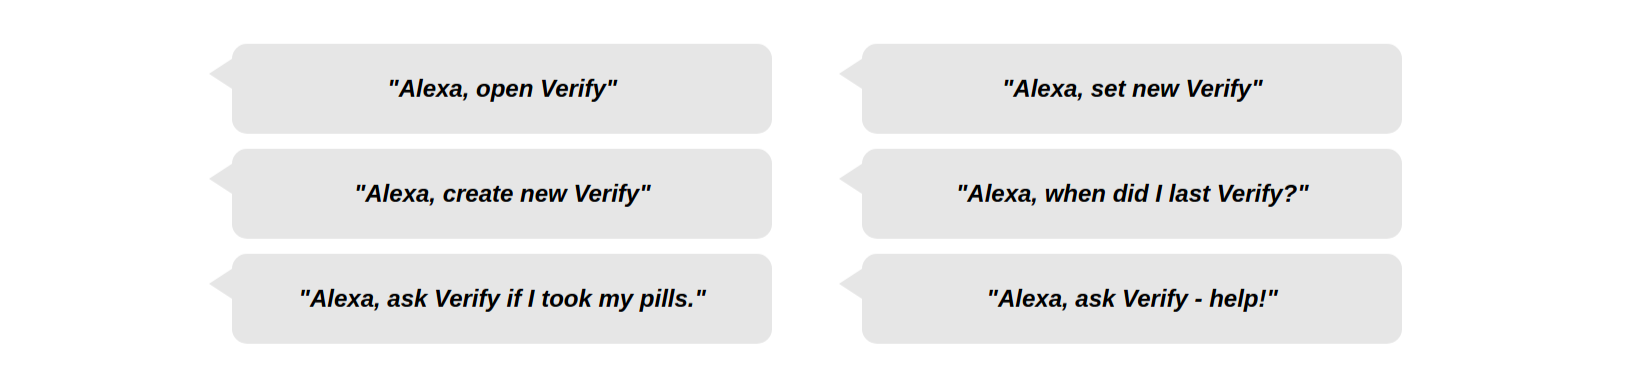 "Alexa, open Verify"
"Alexa, set new Verify"
"Alexa, create new Verify"
"Alexa, when did I last Verify?"
"Alexa, ask Verify if I took my pills."
"Alexa, ask Verify - help!"